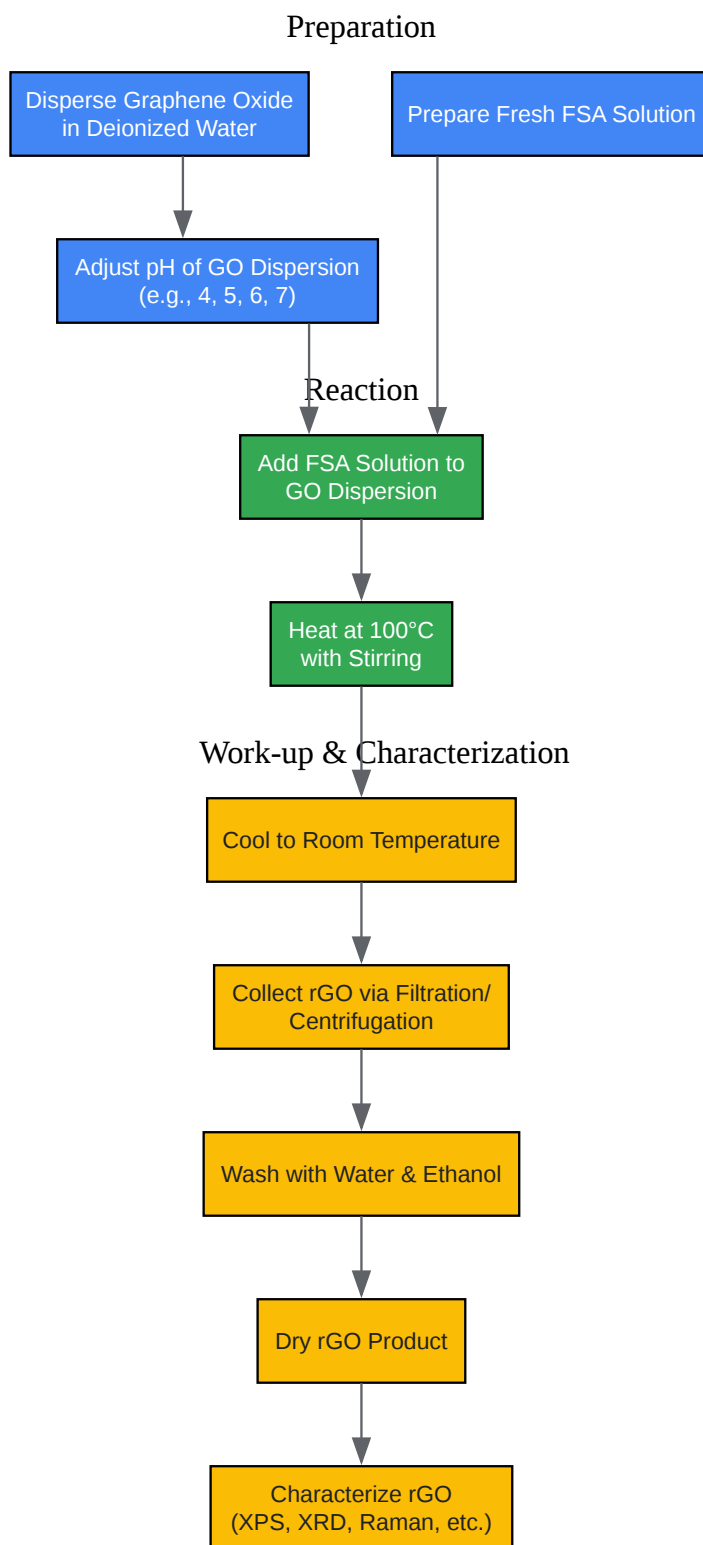 Preparation
Disperse Graphene Oxide
in Deionized Water
Prepare Fresh FSA Solution
Adjust pH of GO Dispersion
(e.g., 4, 5, 6, 7)
Reaction
Add FSA Solution to
GO Dispersion
Heat at 100°C
with Stirring
Work-up & Characterization
Cool to Room Temperature
Collect rGO via Filtration/
Centrifugation
Wash with Water & Ethanol
Dry rGO Product
Characterize rGO
(XPS, XRD, Raman, etc.)